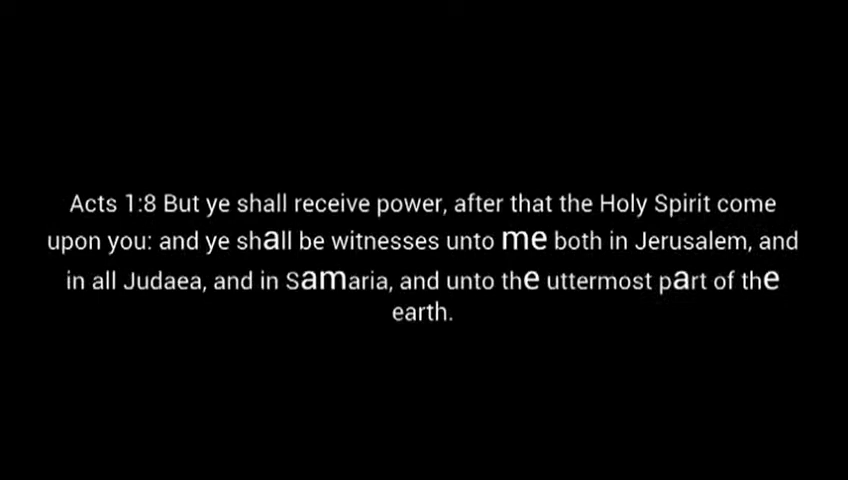 Acts 1:8 But ye shall receive power, after that the Holy Spirit come
upon you: and ye shall be witnesses unto me both in Jerusalem, and
in all Judaea, and in Samaria, and unto the uttermost part of the
earth.